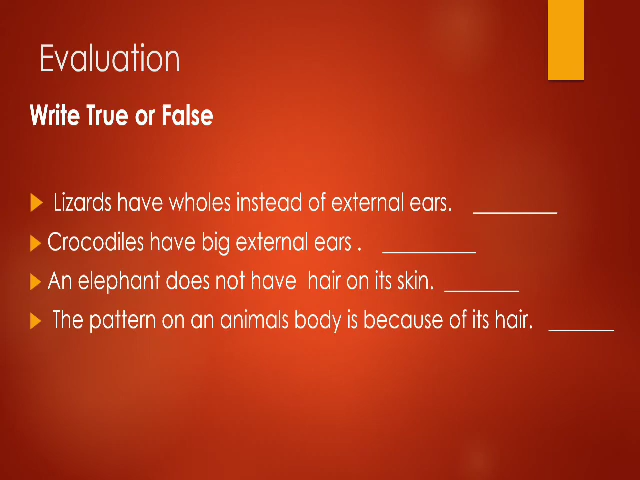 Evaluation
Write True or False
Lizards have wholes instead of external ears. _________
Crocodiles have big external ears . __________
An elephant does not have hair on its skin. ________
The pattern on an animals body is because of its hair. _______